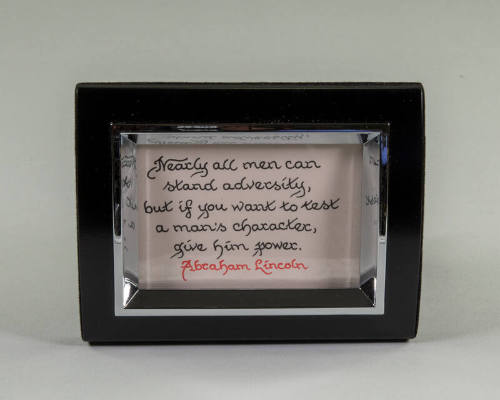 Nearly all men can
stand adversity,
but if you want to test
a man's character,
give him power.
Abraham Lincoln